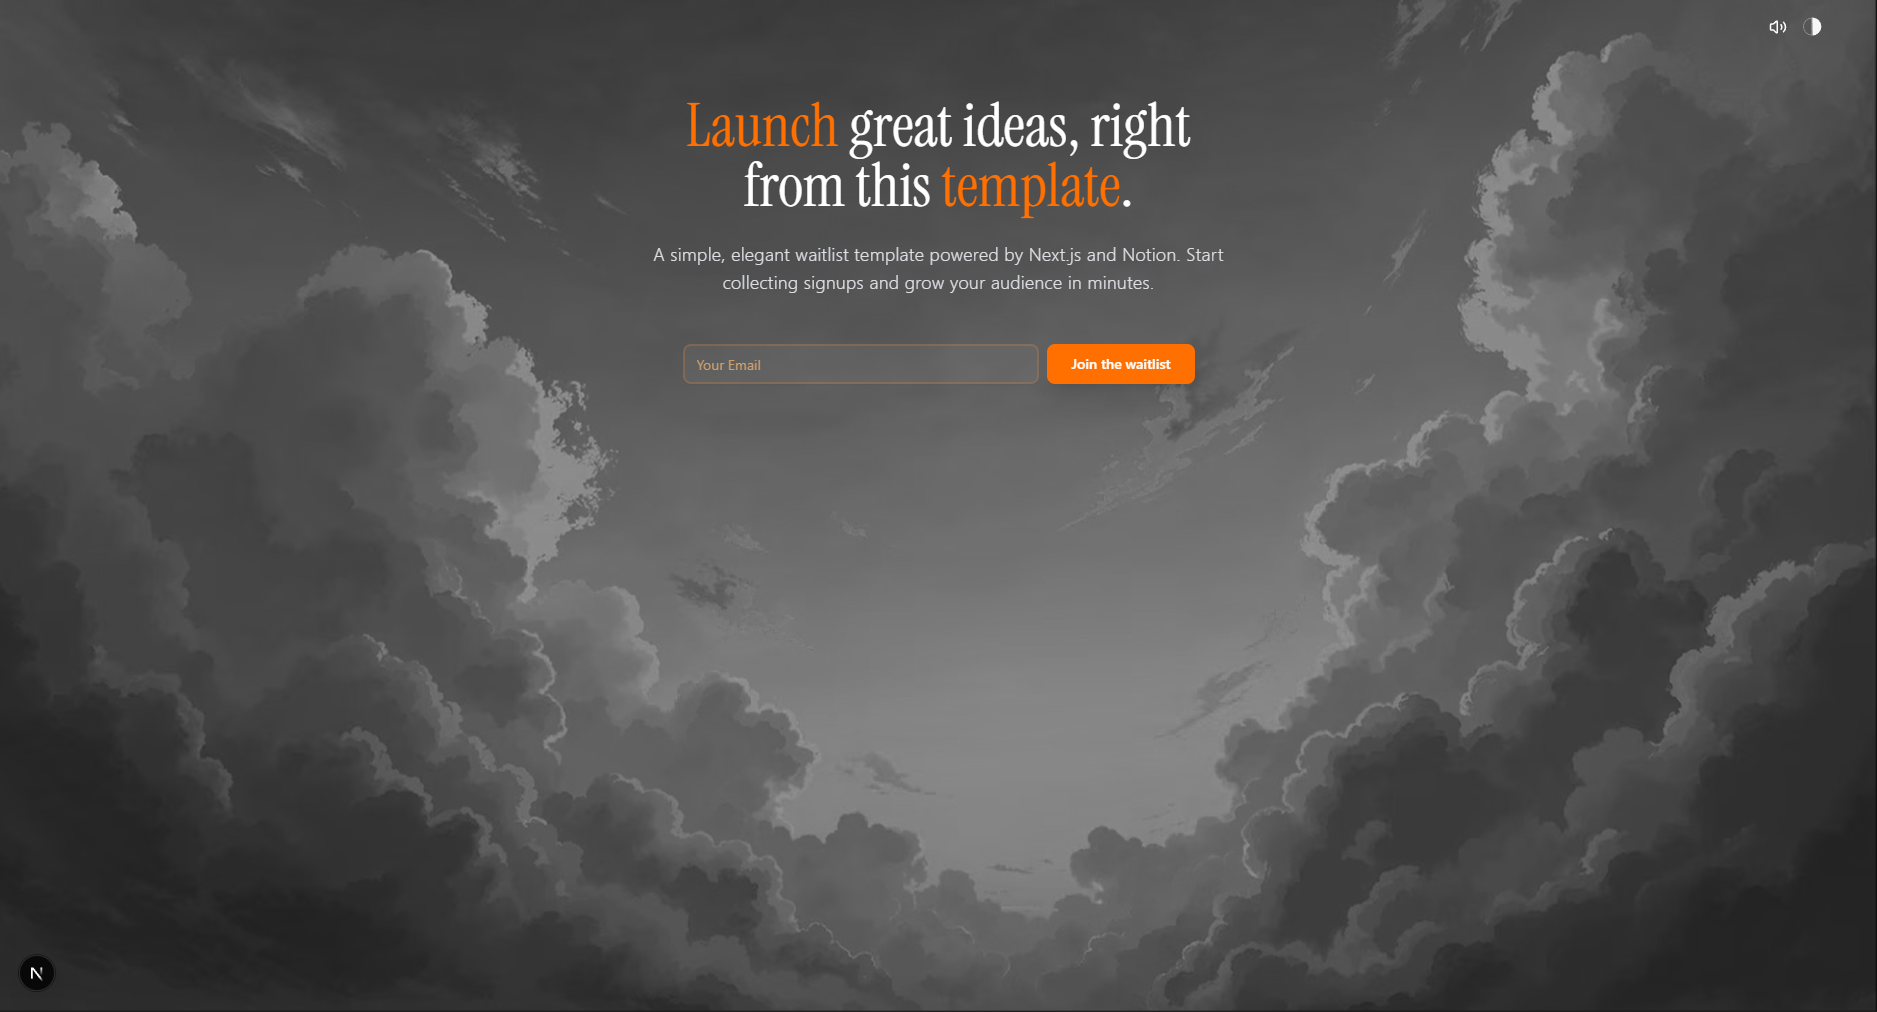 Launch great ideas, right
from this template.
A simple, elegant waitlist template powered by Next.js and Notion. Start
collecting signups and grow your audience in minutes.
Your Email
Join the waitlist
N